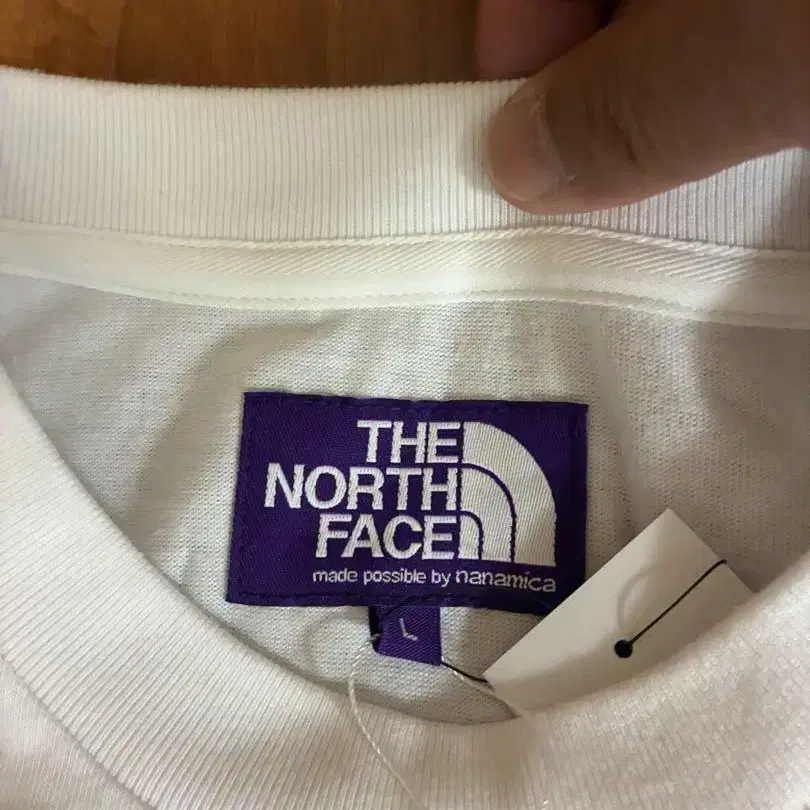 THE
NORTH
FACE
made possible by nanamica
L